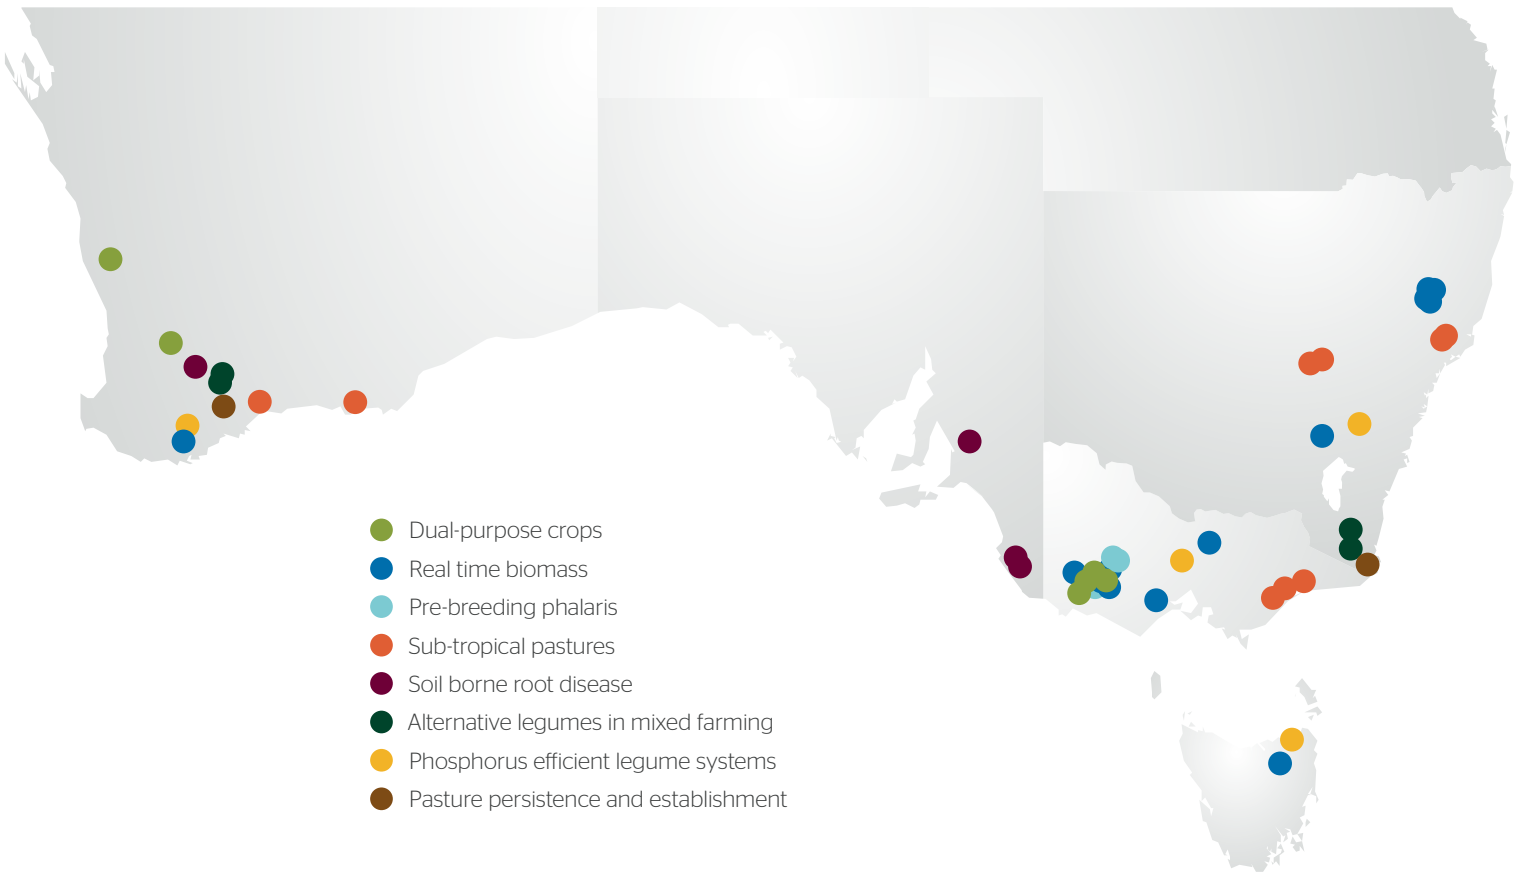 Dual-purpose crops
Real time biomass
Pre-breeding phalaris
Sub-tropical pastures
Soil borne root disease
Alternative legumes in mixed farming
Phosphorus efficient legume systems
Pasture persistence and establishment